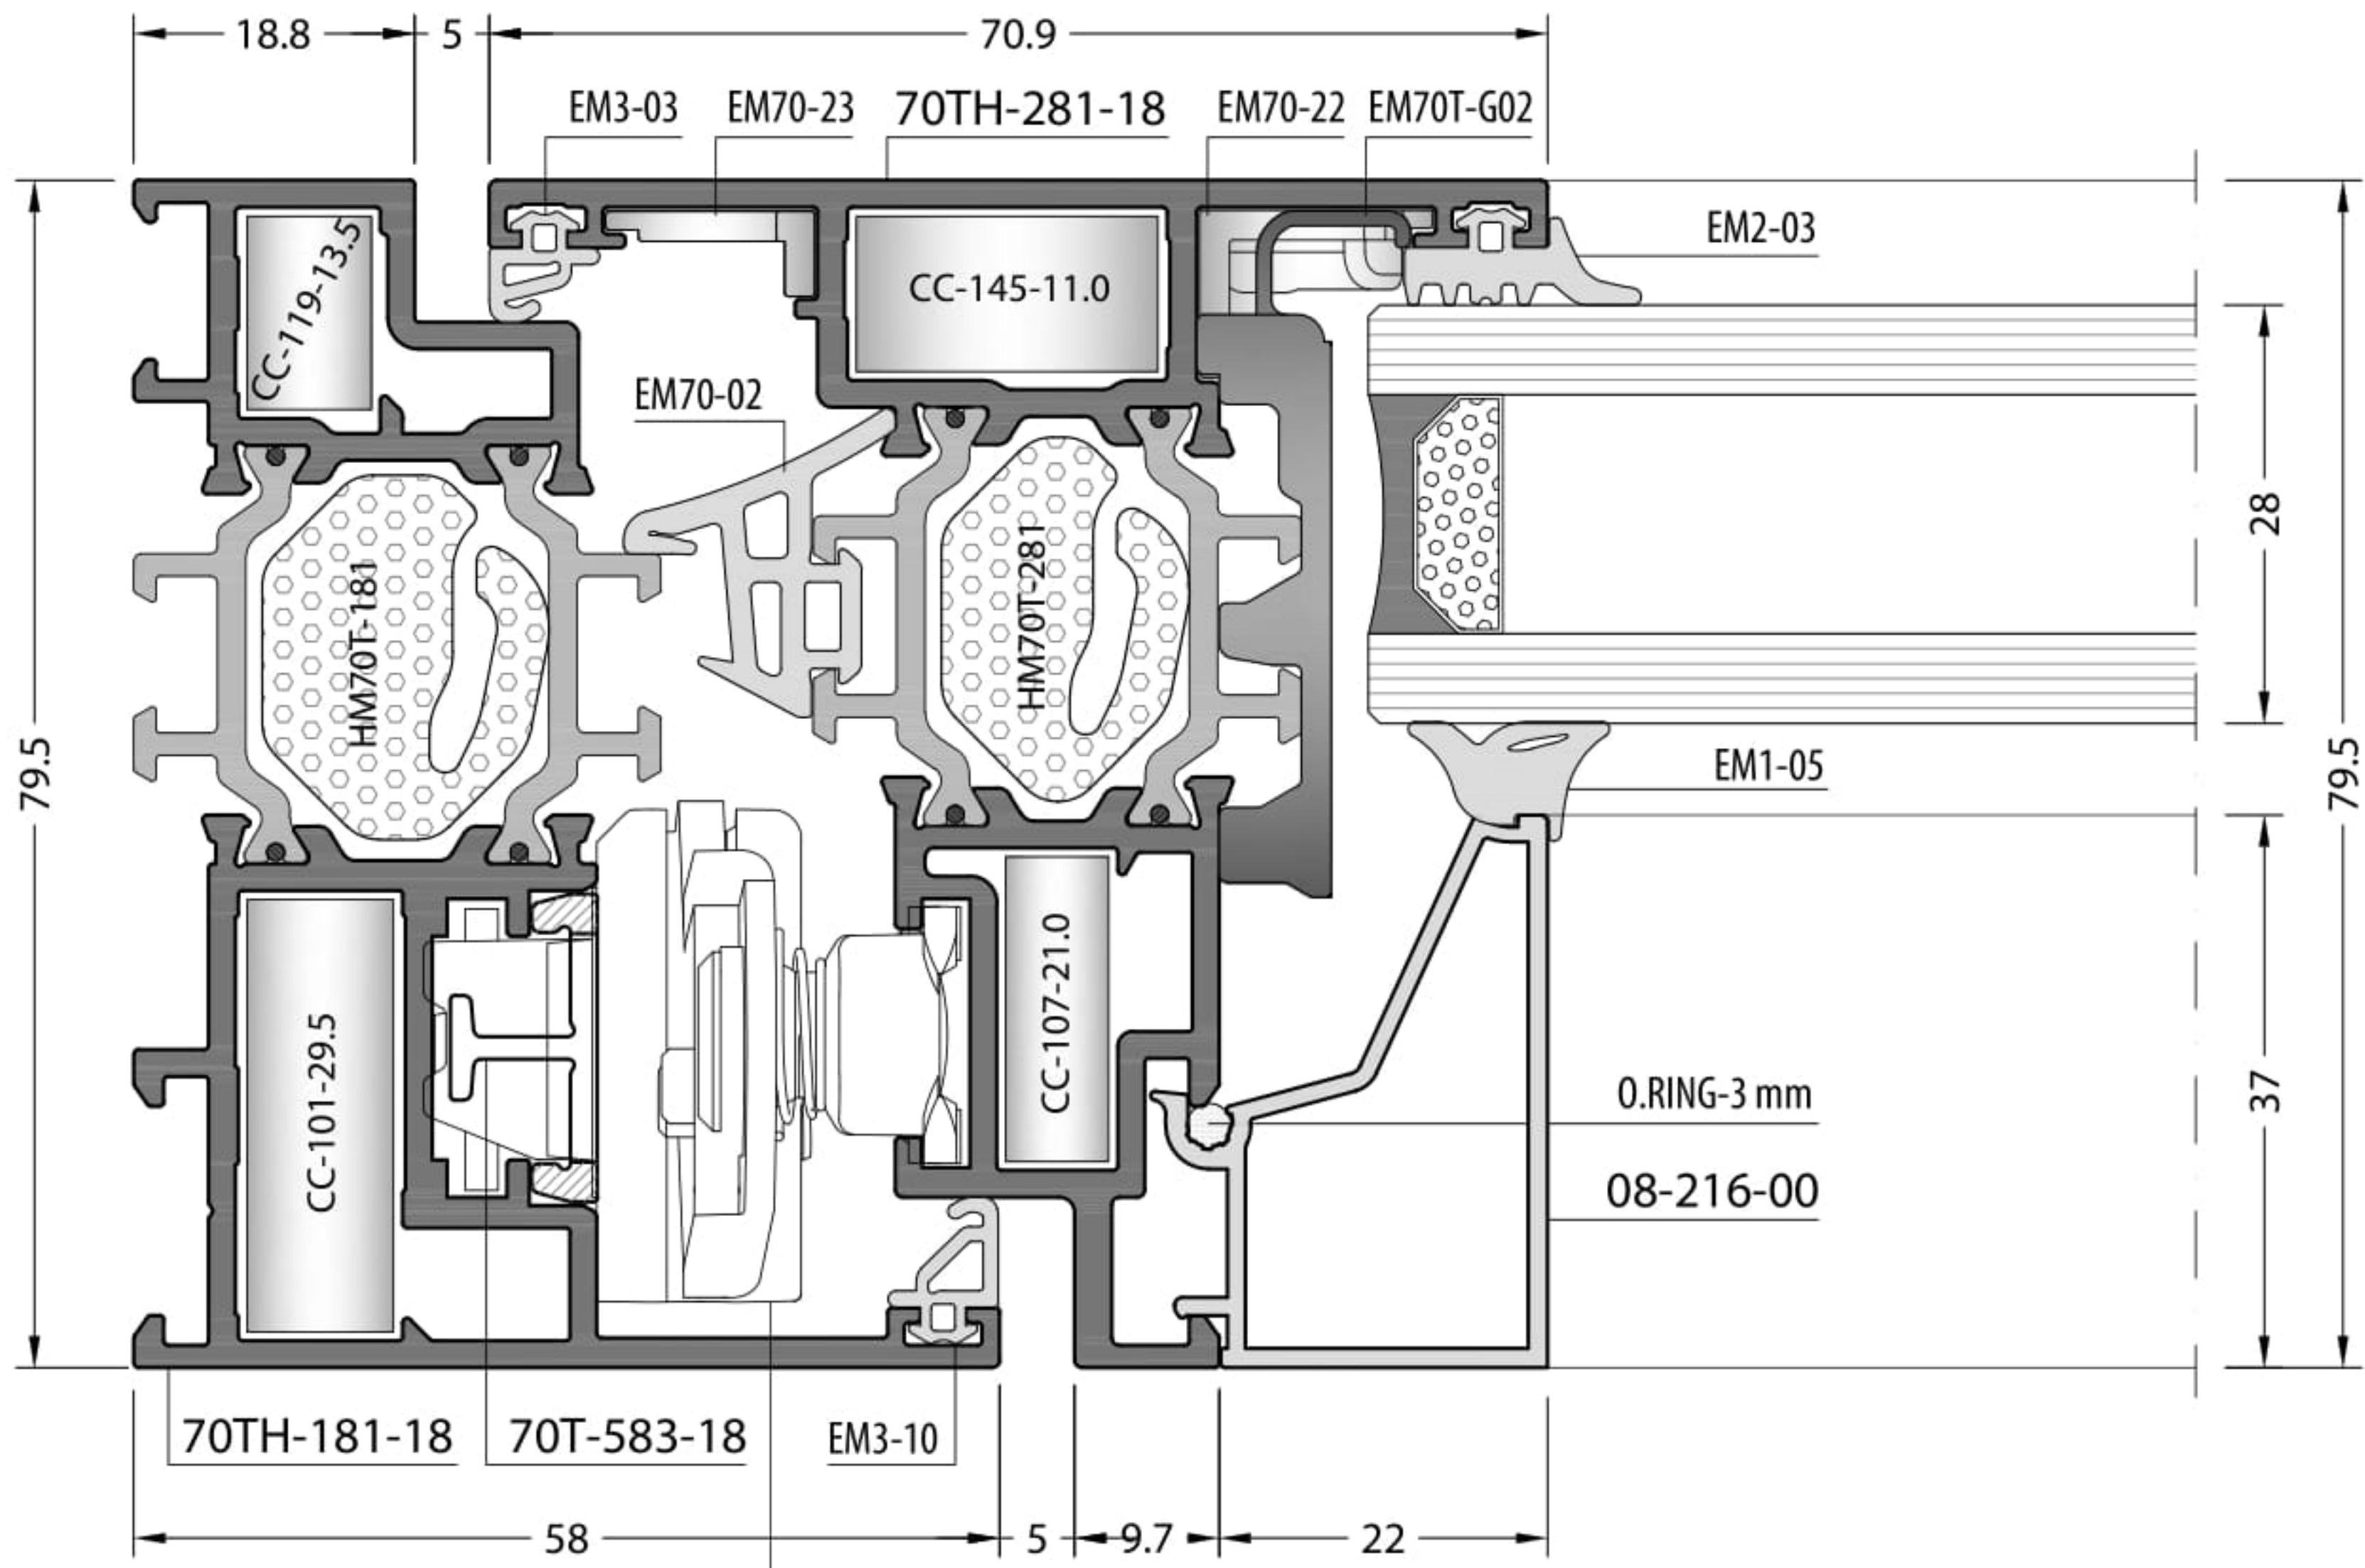 18.8
5
70.9
EM3-03
EM70-23
70TH-281-18
EM70-22
EM70T-G02
EM2-03
CC-119-13.5
CC-145-11.0
EM70-02
28
HM70T-181
HM70T-281
79.5
EM1-05
79.5
CC-101-29.5
CC-107-21.0
O.RING-3 mm
37
08-216-00
70TH-181-18
70T-583-18
EM3-10
58
5
9.7
22